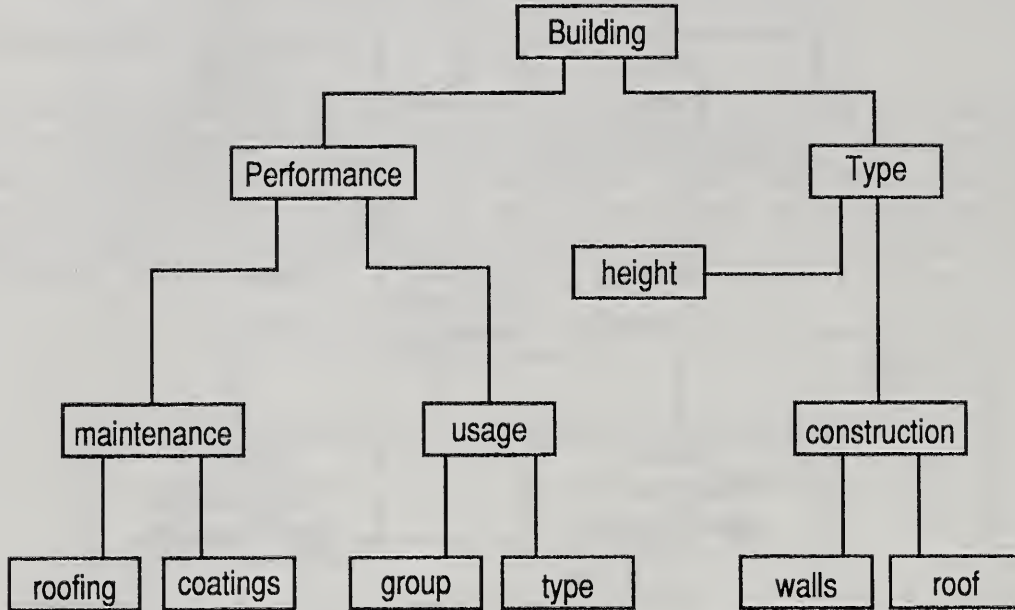 Building
Performance
Type
height
maintenance
usage
construction
roofing
coatings
group
type
walls
roof